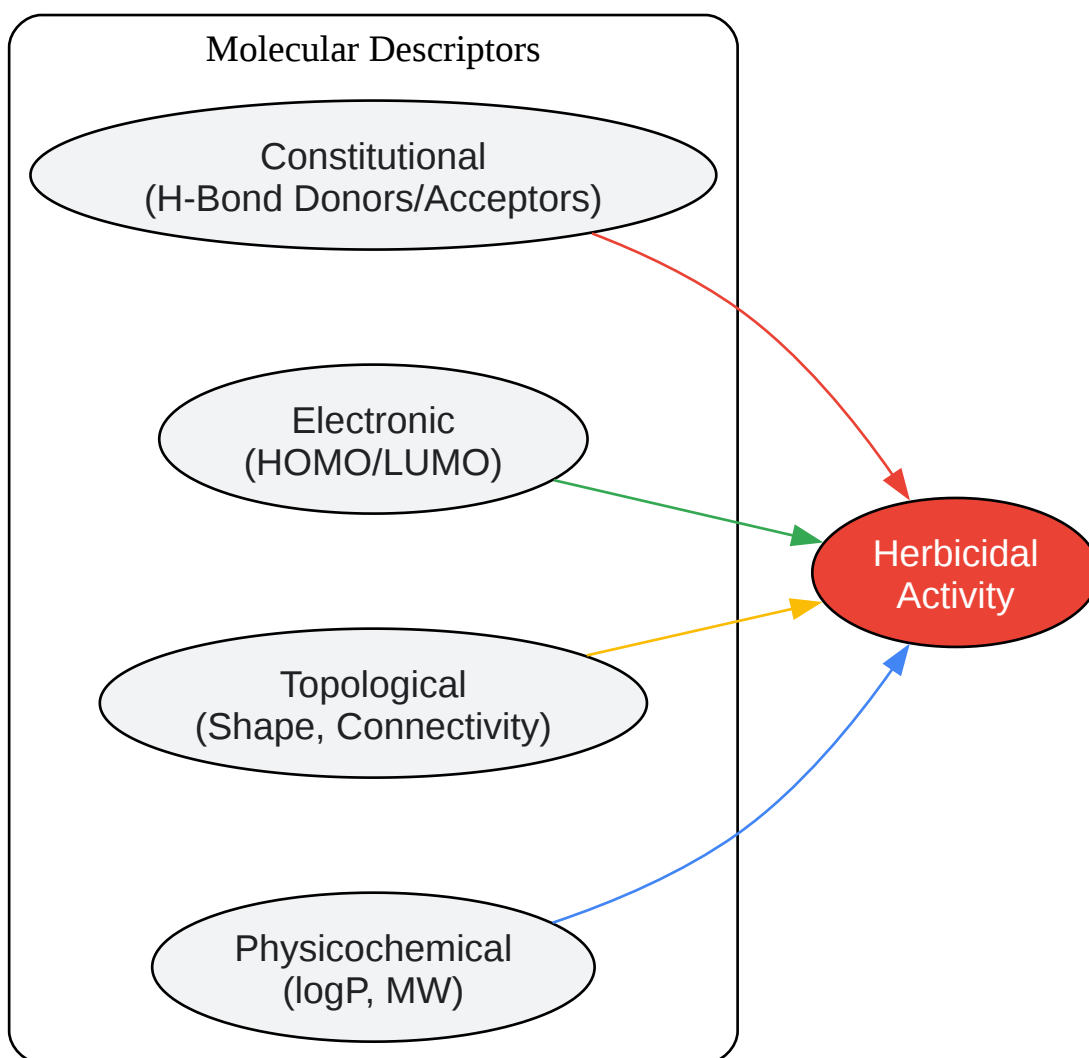 Molecular Descriptors
Constitutional
(H-Bond Donors/Acceptors)
Electronic
(HOMO/LUMO)
Herbicidal
Activity
Topological
(Shape, Connectivity)
Physicochemical
(logP, MW)